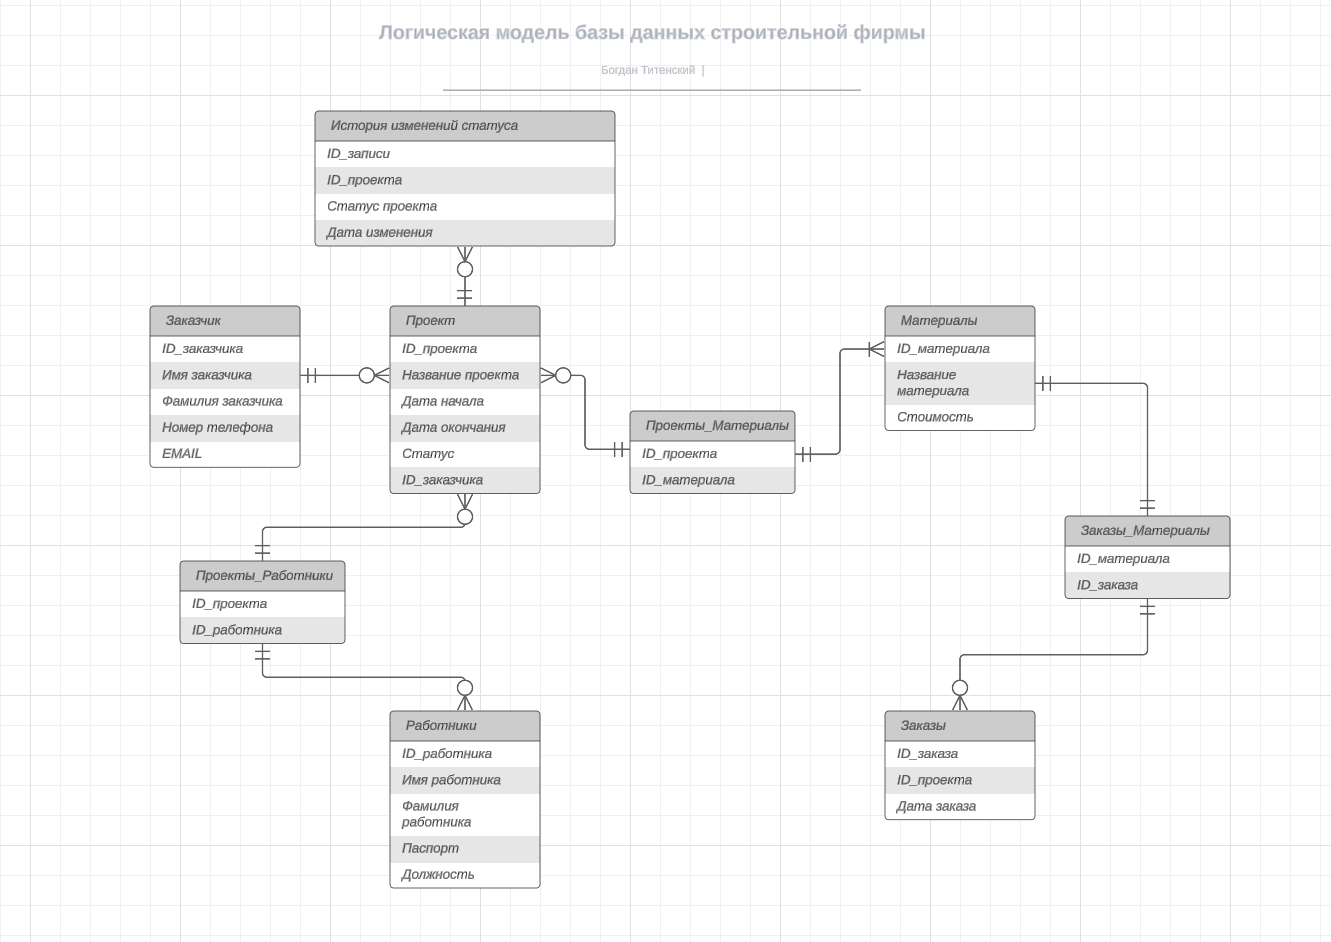 Логическая модель базы данных строительной фирмы
Богдан Титенский |
История изменений статуса
ID_записи
ID_проекта
Статус проекта
Дата изменения
Заказчик
ID_заказчика
Имя заказчика
Фамилия заказчика
Номер телефона
EMAIL
Проект
ID_проекта
Название проекта
Дата начала
Дата окончания
Статус
ID_заказчика
Проекты_Материалы
ID_проекта
ID_материала
Материалы
ID_материала
Название
материала
Стоимость
Заказы_Материалы
ID_материала
ID_заказа
Проекты_Работники
ID_проекта
ID_работника
Работники
ID_работника
Имя работника
Фамилия
работника
Паспорт
Должность
Заказы
ID_заказа
ID_проекта
Дата заказа